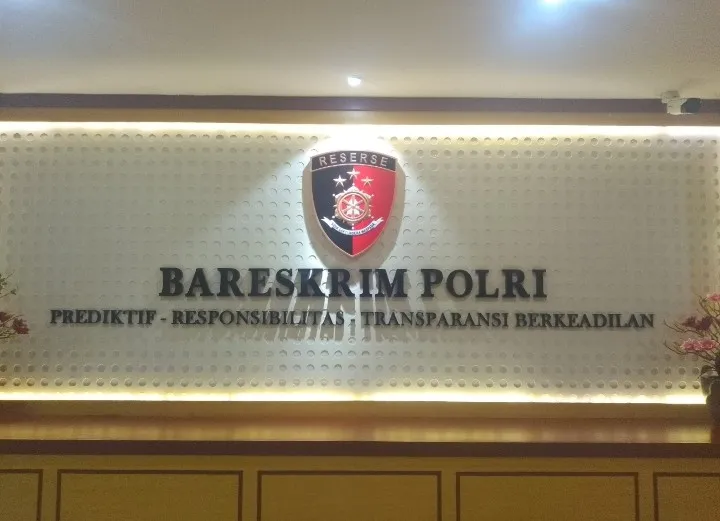 RESERSE
BARESKRIM POLRI
PREDIKTIF - RESPONSIBILITAS - TRANSPARANSI BERKEADILAN